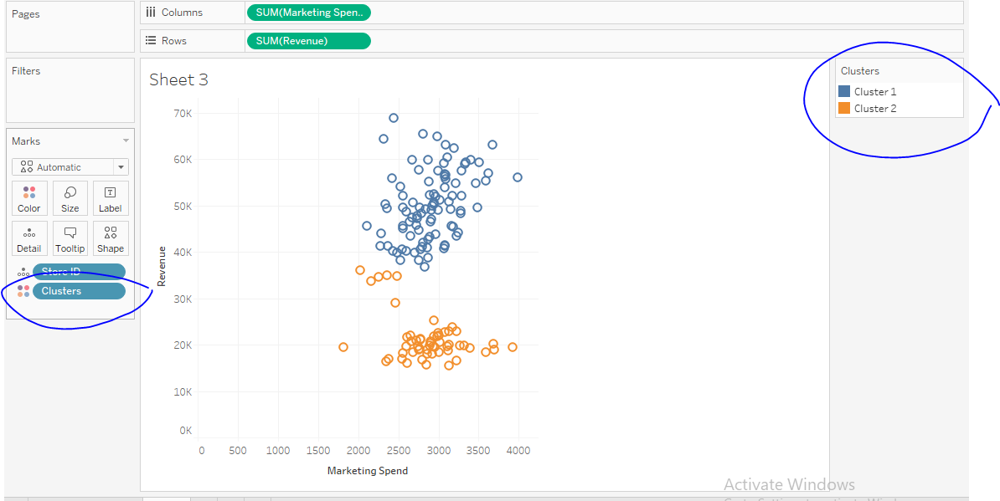 Pages
Columns
SUM(Marketing Spen..
Rows
SUM(Revenue)
Filters
Marks
Automatic
Color
Size
Label
Detail
Tooltip
Shape
Store ID
Clusters
Sheet 3
70K
60K
50K
40K
30K
20K
10K
0K
Revenue
0
500
1000
1500
2000
2500
3000
3500
4000
Marketing Spend
Clusters
Cluster 1
Cluster 2
Activate Windows